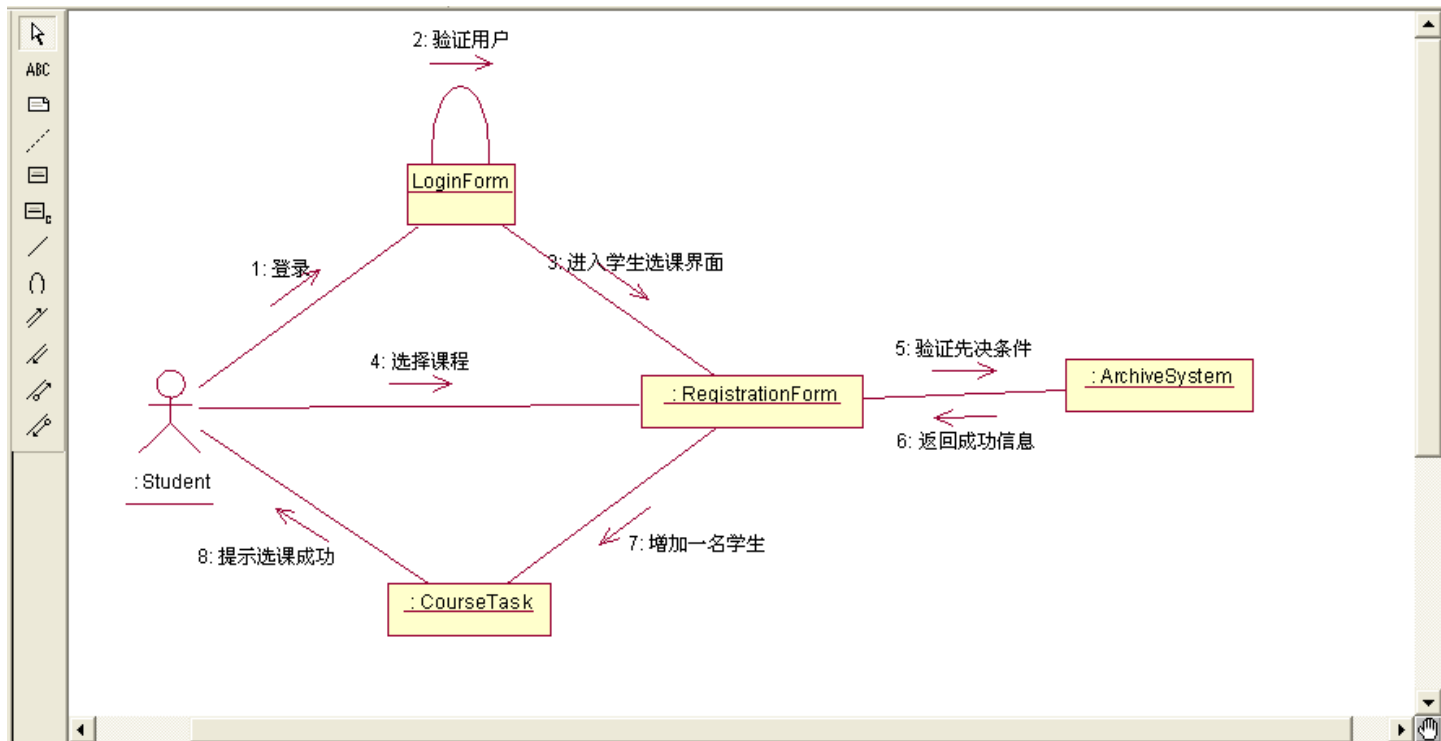 2: 验证用户
ABC
LoginForm
1: 登录
3: 进入学生选课界面
4: 选择课程
5: 验证先决条件
: RegistrationForm
: ArchiveSystem
6: 返回成功信息
: Student
8: 提示选课成功
7: 增加一名学生
: CourseTask